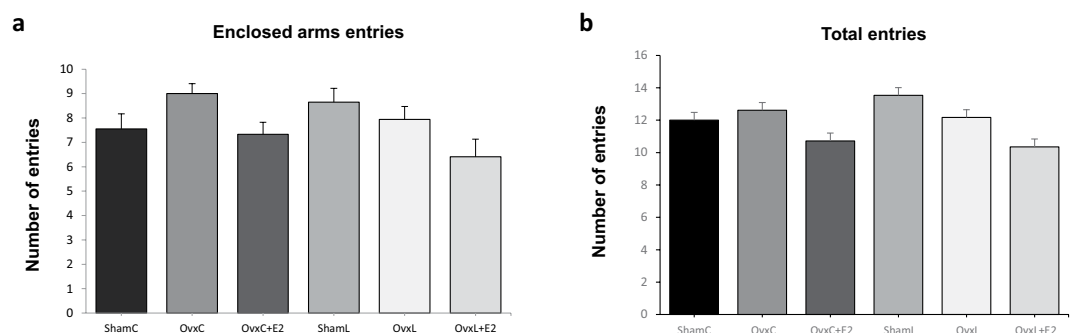 a
Enclosed arms entries
Number of entries
10
9
8
7
6
5
4
3
2
1
0
ShamC OvxC OvxC+E2 ShamL OvxL OvxL+E2
b
Total entries
Number of entries
16
14
12
10
8
6
4
2
0
ShamC OvxC OvxC+E2 ShamL OvxL OvxL+E2